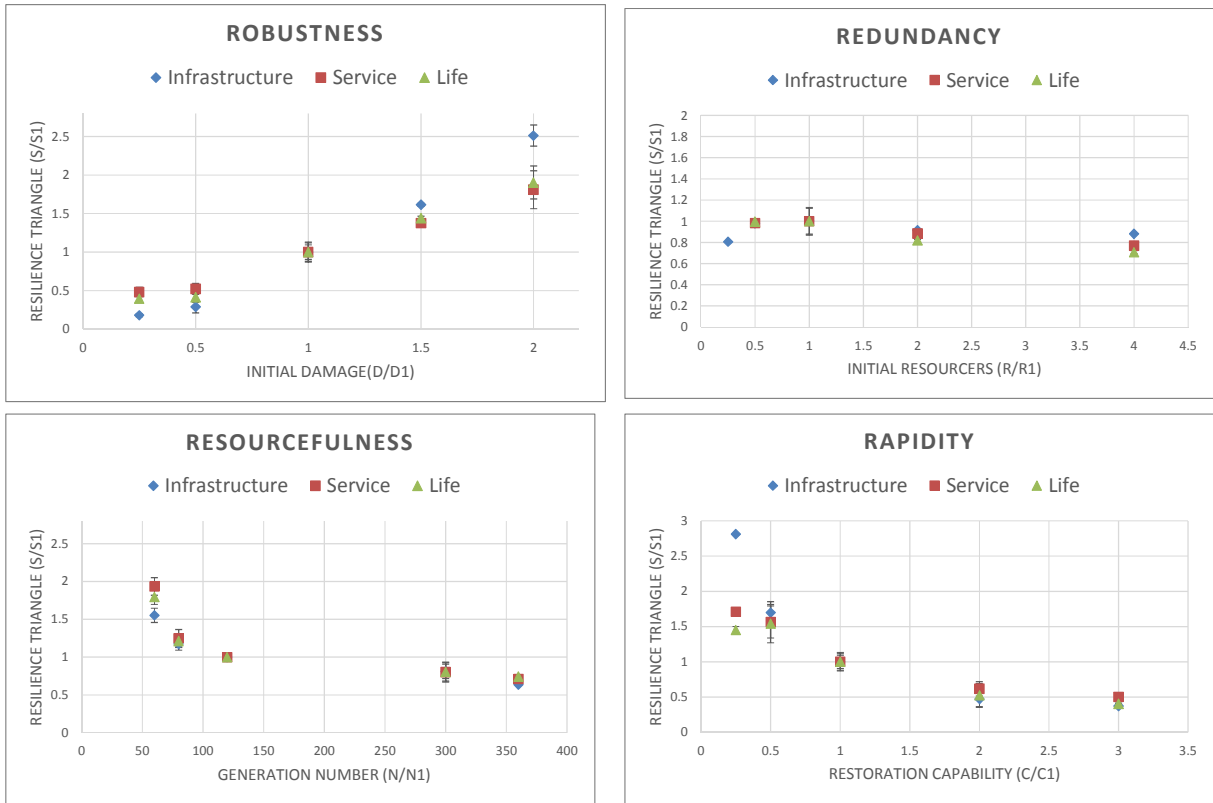 ROBUSTNESS
Infrastructure Service Life
RESILIENCE TRIANGLE (S/S1)
2.5
2
1.5
1
0.5
0
0 0.5 1 1.5 2
INITIAL DAMAGE(D/D1)
REDUNDANCY
Infrastructure Service Life
RESILIENCE TRIANGLE (S/S1)
2
1.8
1.6
1.4
1.2
1
0.8
0.6
0.4
0.2
0
0 0.5 1 1.5 2 2.5 3 3.5 4 4.5
INITIAL RESOURCERS (R/R1)
RESOURCEFULNESS
Infrastructure Service Life
RESILIENCE TRIANGLE (S/S1)
2.5
2
1.5
1
0.5
0
0 50 100 150 200 250 300 350 400
GENERATION NUMBER (N/N1)
RAPIDITY
Infrastructure Service Life
RESILIENCE TRIANGLE (S/S1)
3
2.5
2
1.5
1
0.5
0
0 0.5 1 1.5 2 2.5 3 3.5
RESTORATION CAPABILITY (C/C1)